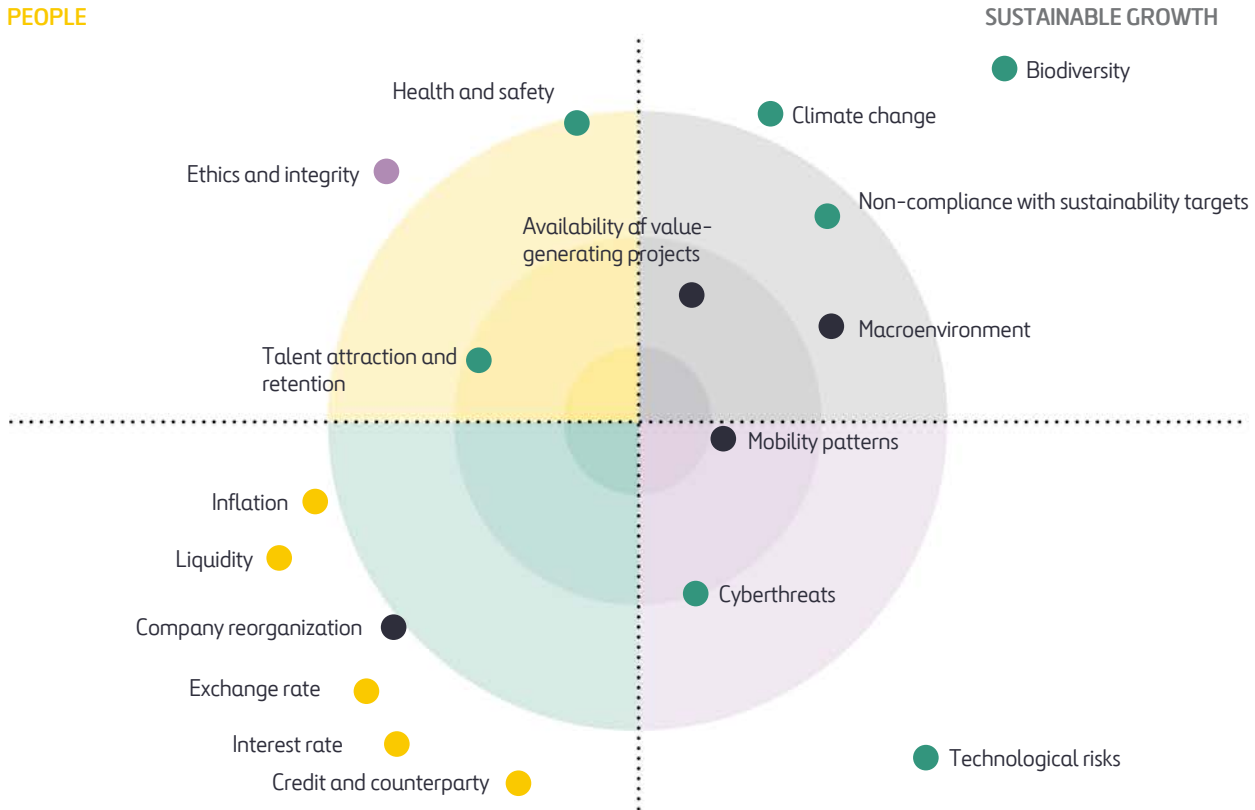 PEOPLE
SUSTAINABLE GROWTH
Biodiversity
Health and safety
Climate change
Ethics and integrity
Non-compliance with sustainability targets
Availability of value-
generating projects
Macroenvironment
Talent attraction and
retention
Mobility patterns
Inflation
Liquidity
Cyberthreats
Company reorganization
Exchange rate
Interest rate
Technological risks
Credit and counterparty